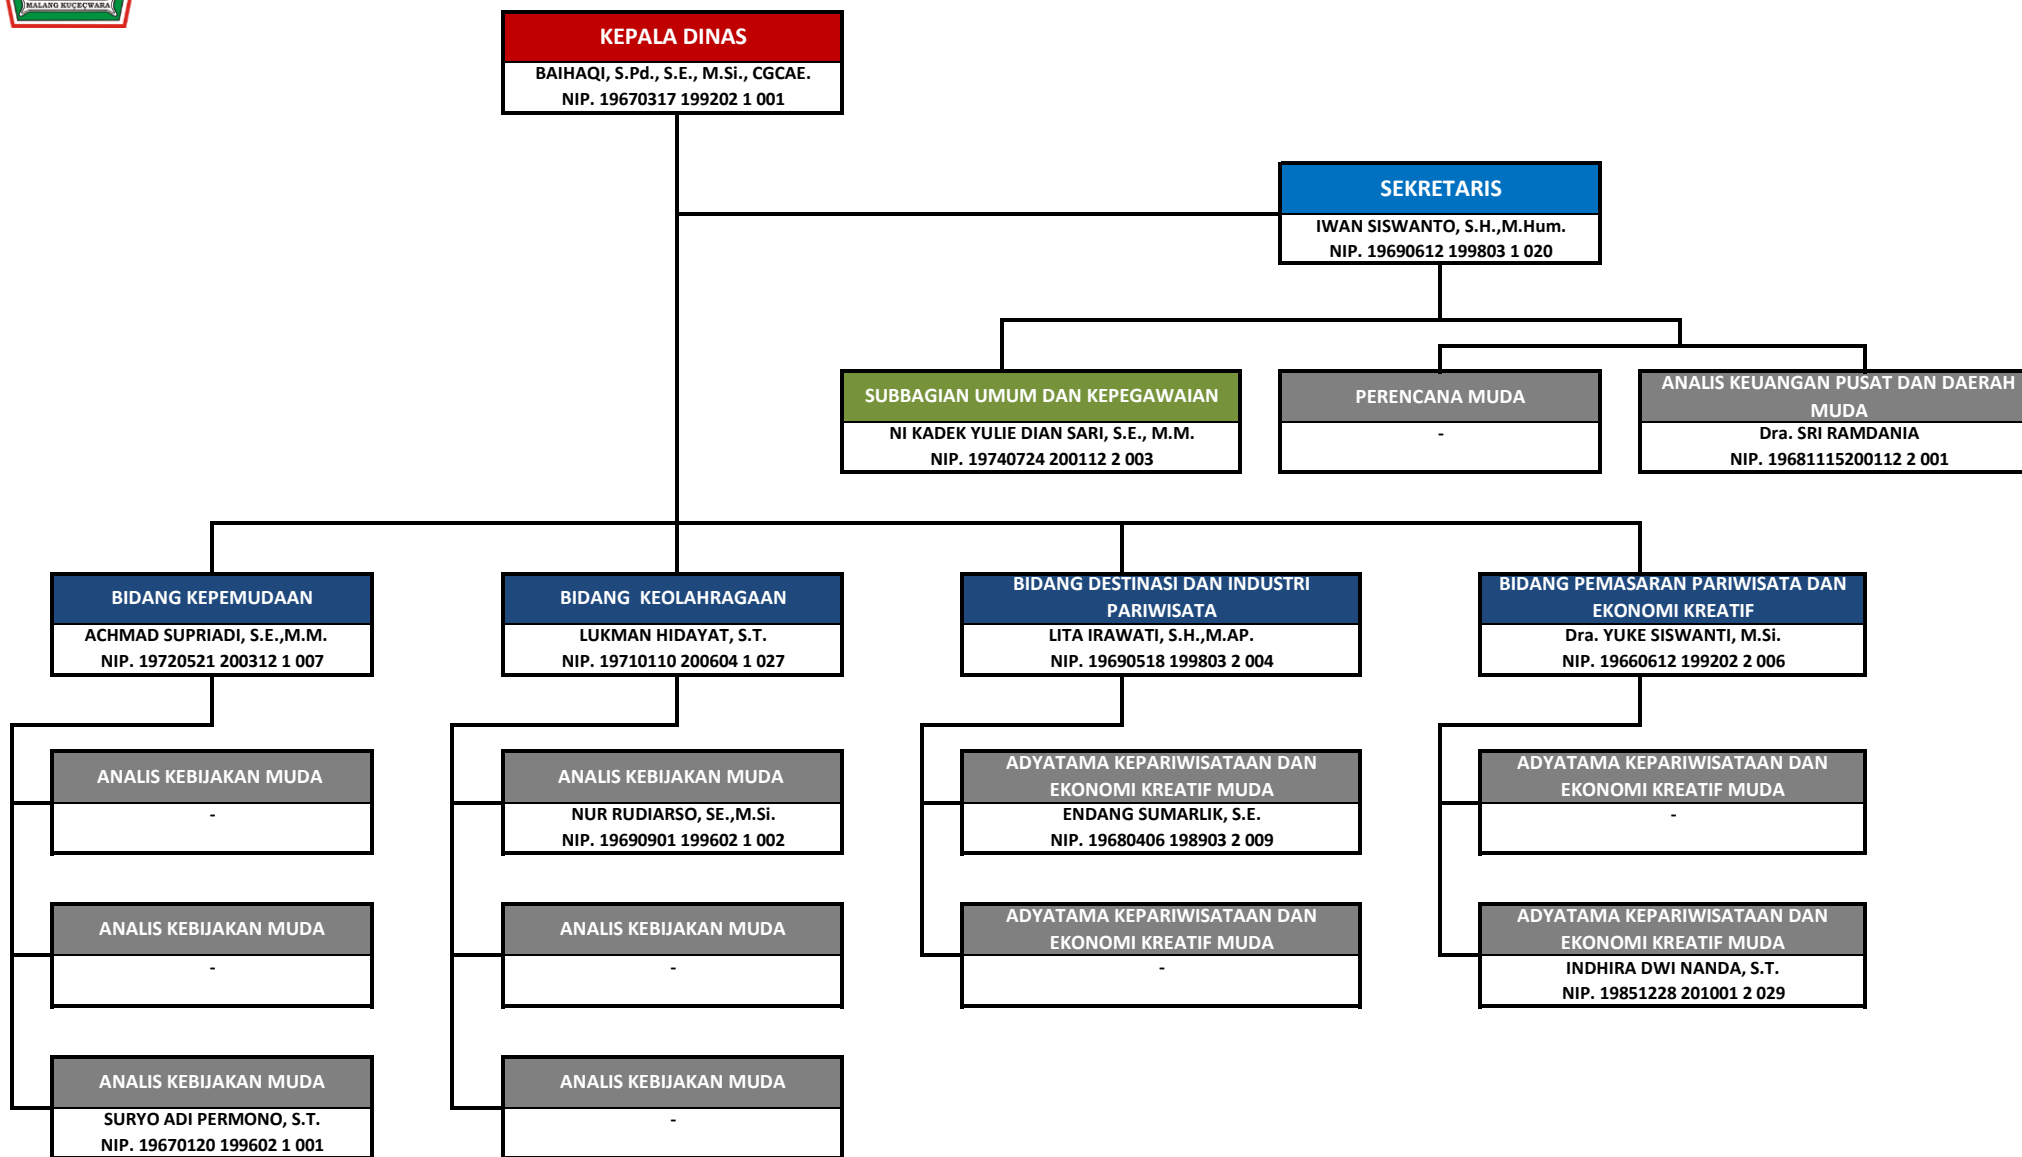 MALANG KUÇEÇWARA
KEPALA DINAS
BAIHAQI, S.Pd., S.E., M.Si., CGCAE.
NIP. 19670317 199202 1 001
SEKRETARIS
IWAN SISWANTO, S.H.,M.Hum.
NIP. 19690612 199803 1 020
SUBBAGIAN UMUM DAN KEPEGAWAIAN
NI KADEK YULIE DIAN SARI, S.E., M.M.
NIP. 19740724 200112 2 003
PERENCANA MUDA
-
ANALIS KEUANGAN PUSAT DAN DAERAH
MUDA
Dra. SRI RAMDANIA
NIP. 19681115200112 2 001
BIDANG KEPEMUDAAN
ACHMAD SUPRIADI, S.E.,M.M.
NIP. 19720521 200312 1 007
BIDANG  KEOLAHRAGAAN
LUKMAN HIDAYAT, S.T.
NIP. 19710110 200604 1 027
BIDANG DESTINASI DAN INDUSTRI
PARIWISATA
LITA IRAWATI, S.H.,M.AP.
NIP. 19690518 199803 2 004
BIDANG PEMASARAN PARIWISATA DAN
EKONOMI KREATIF
Dra. YUKE SISWANTI, M.Si.
NIP. 19660612 199202 2 006
ANALIS KEBIJAKAN MUDA
-
ANALIS KEBIJAKAN MUDA
NUR RUDIARSO, SE.,M.Si.
NIP. 19690901 199602 1 002
ADYATAMA KEPARIWISATAAN DAN
EKONOMI KREATIF MUDA
ENDANG SUMARLIK, S.E.
NIP. 19680406 198903 2 009
ADYATAMA KEPARIWISATAAN DAN
EKONOMI KREATIF MUDA
-
ANALIS KEBIJAKAN MUDA
-
ANALIS KEBIJAKAN MUDA
-
ADYATAMA KEPARIWISATAAN DAN
EKONOMI KREATIF MUDA
-
ADYATAMA KEPARIWISATAAN DAN
EKONOMI KREATIF MUDA
INDHIRA DWI NANDA, S.T.
NIP. 19851228 201001 2 029
ANALIS KEBIJAKAN MUDA
SURYO ADI PERMONO, S.T.
NIP. 19670120 199602 1 001
ANALIS KEBIJAKAN MUDA
-